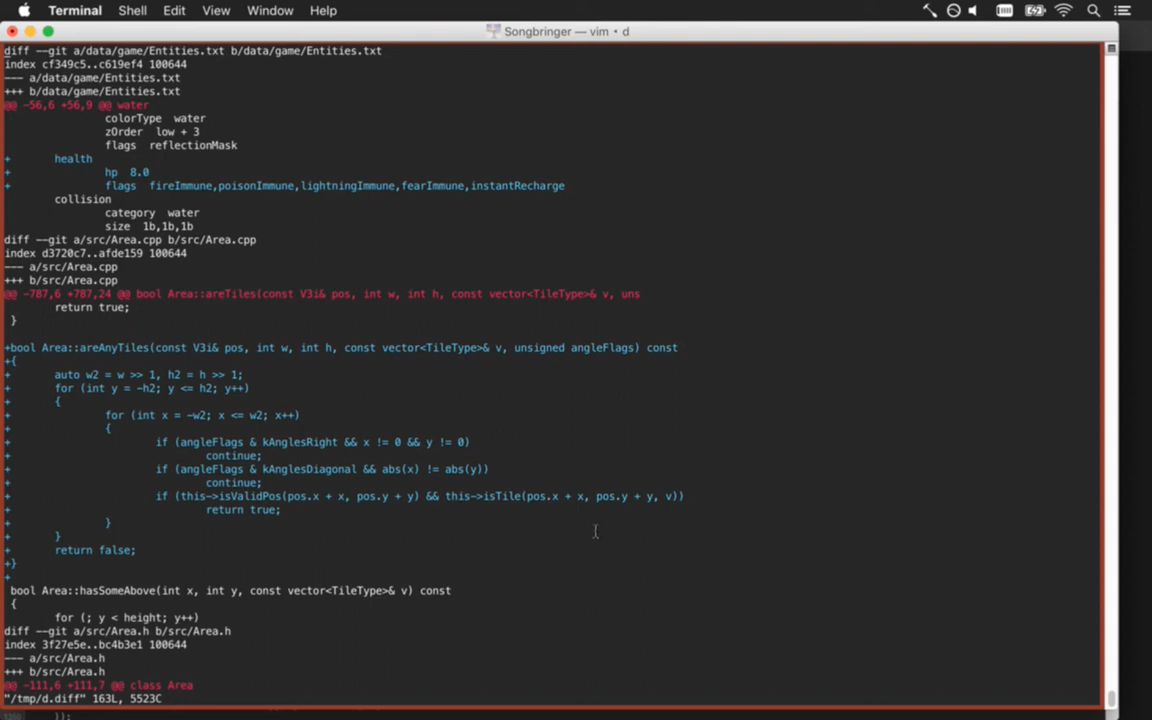 Terminal Shell Edit View Window Help
Songbringer — vim • d
diff --git a/data/game/Entities.txt b/data/game/Entities.txt
index cf349c5..c619ef4 100644
--- a/data/game/Entities.txt
+++ b/data/game/Entities.txt
@@ -56,6 +56,9 @@ water
colorType water
zOrder low + 3
flags reflectionMask
+ health
+ hp 8.0
+ flags fireImmune,poisonImmune,lightningImmune,fearImmune,instantRecharge
collision
category water
size 1b,1b,1b
diff --git a/src/Area.cpp b/src/Area.cpp
index d3720c7..afde159 100644
--- a/src/Area.cpp
+++ b/src/Area.cpp
@@ -787,6 +787,24 @@ bool Area::areTiles(const V3i& pos, int w, int h, const vector<TileType>& v, uns
return true;
}
+bool Area::areAnyTiles(const V3i& pos, int w, int h, const vector<TileType>& v, unsigned angleFlags) const
+{
+ auto w2 = w >> 1, h2 = h >> 1;
+ for (int y = -h2; y <= h2; y++)
+ {
+ for (int x = -w2; x <= w2; x++)
+ {
+ if (angleFlags & kAnglesRight && x != 0 && y != 0)
+ continue;
+ if (angleFlags & kAnglesDiagonal && abs(x) != abs(y))
+ continue;
+ if (this->isValidPos(pos.x + x, pos.y + y) && this->isTile(pos.x + x, pos.y + y, v))
+ return true;
+ }
+ }
+ return false;
+}
+
bool Area::hasSomeAbove(int x, int y, const vector<TileType>& v) const
{
for (; y < height; y++)
diff --git a/src/Area.h b/src/Area.h
index 3f27e5e..bc4b3e1 100644
--- a/src/Area.h
+++ b/src/Area.h
@@ -111,6 +111,7 @@ class Area
"/tmp/d.diff" 163L, 5523C
});